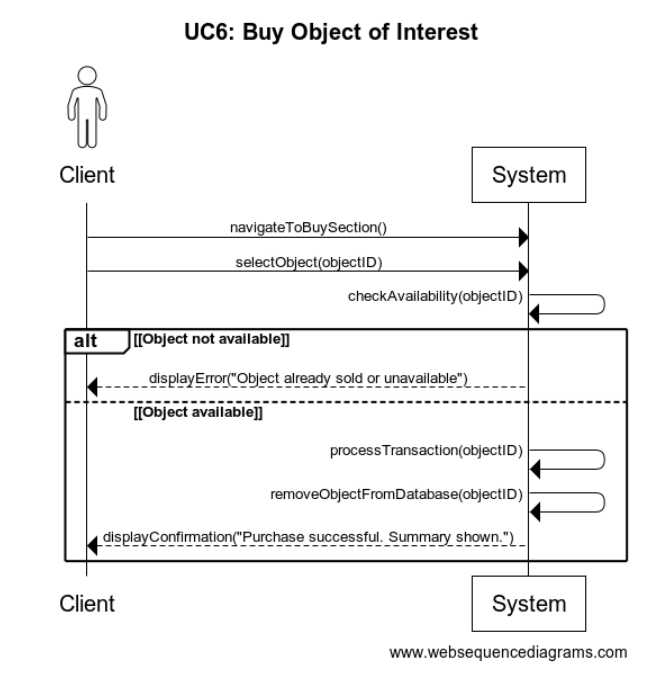 UC6: Buy Object of Interest
Client
System
navigateToBuySection()
selectObject(objectID)
checkAvailability(objectID)
alt
[[Object not available]]
displayError("Object already sold or unavailable")
[[Object available]]
processTransaction(objectID)
removeObjectFromDatabase(objectID)
displayConfirmation("Purchase successful. Summary shown.")
Client
System
www.websequencediagrams.com